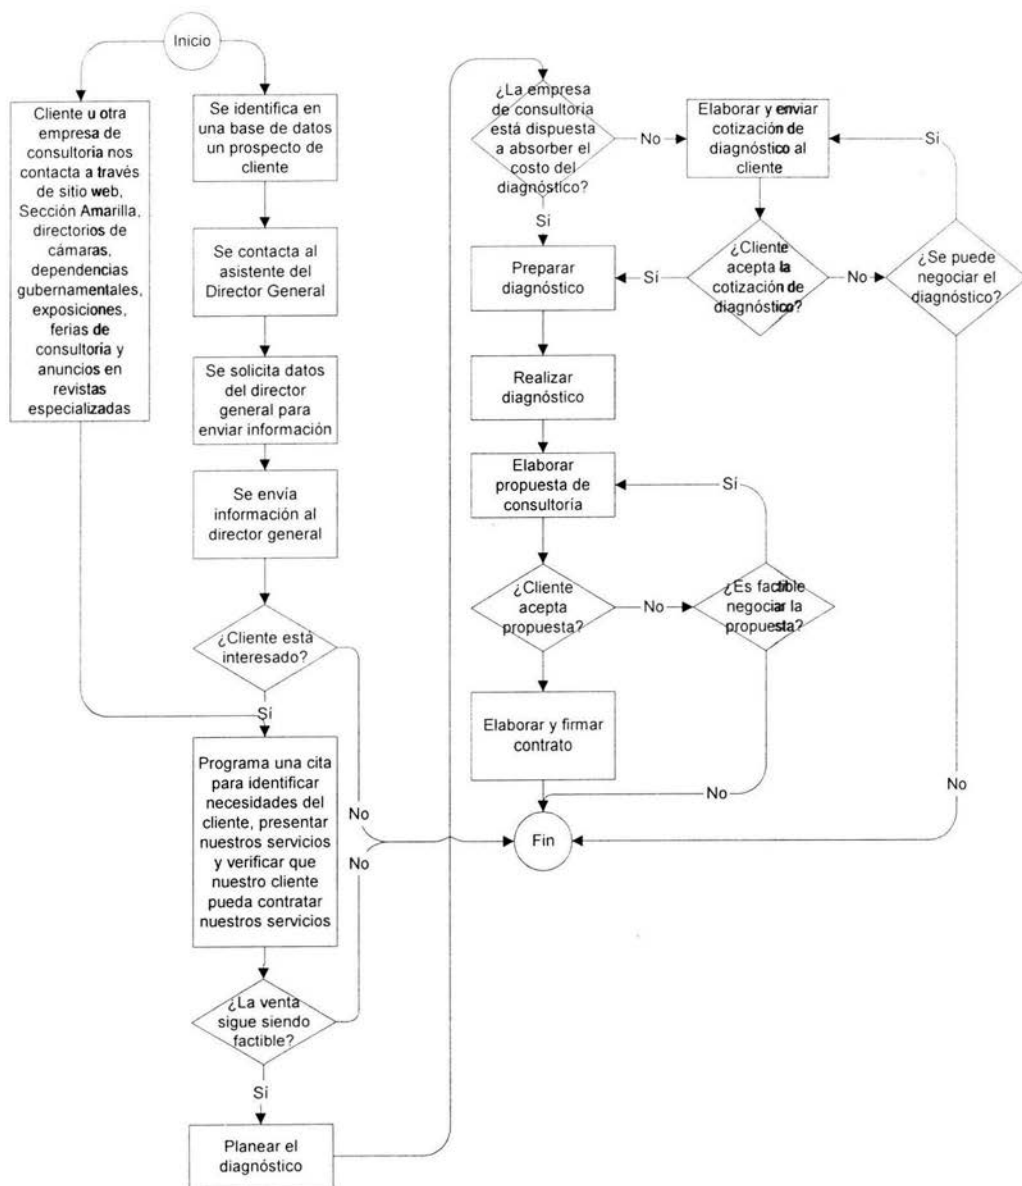 Inicio
Cliente u otra
empresa de
consultoría nos
contacta a través
de sitio web,
Sección Amarilla,
directorios de
cámaras,
dependencias
gubernamentales,
exposiciones,
ferias de
consultoría y
anuncios en
revistas
especializadas
Se identifica en
una base de datos
un prospecto de
cliente
Se contacta al
asistente del
Director General
Se solicita datos
del director
general para
enviar información
Se envía
información al
director general
¿Cliente está
interesado?
Sí
No
Programa una cita
para identificar
necesidades del
cliente, presentar
nuestros servicios
y verificar que
nuestro cliente
pueda contratar
nuestros servicios
No
¿La venta
sigue siendo
factible?
Sí
Planear el
diagnóstico
¿La empresa
de consultoría
está dispuesta
a absorber el
costo del
diagnóstico?
No
Sí
Elaborar y enviar
cotización de
diagnóstico al
cliente
Sí
¿Cliente
acepta la
cotización de
diagnóstico?
Sí
No
¿Se puede
negociar el
diagnóstico?
No
Preparar
diagnóstico
Realizar
diagnóstico
Elaborar
propuesta de
consultoría
Sí
¿Cliente
acepta
propuesta?
No
¿Es factible
negociar la
propuesta?
No
Elaborar y firmar
contrato
Fin